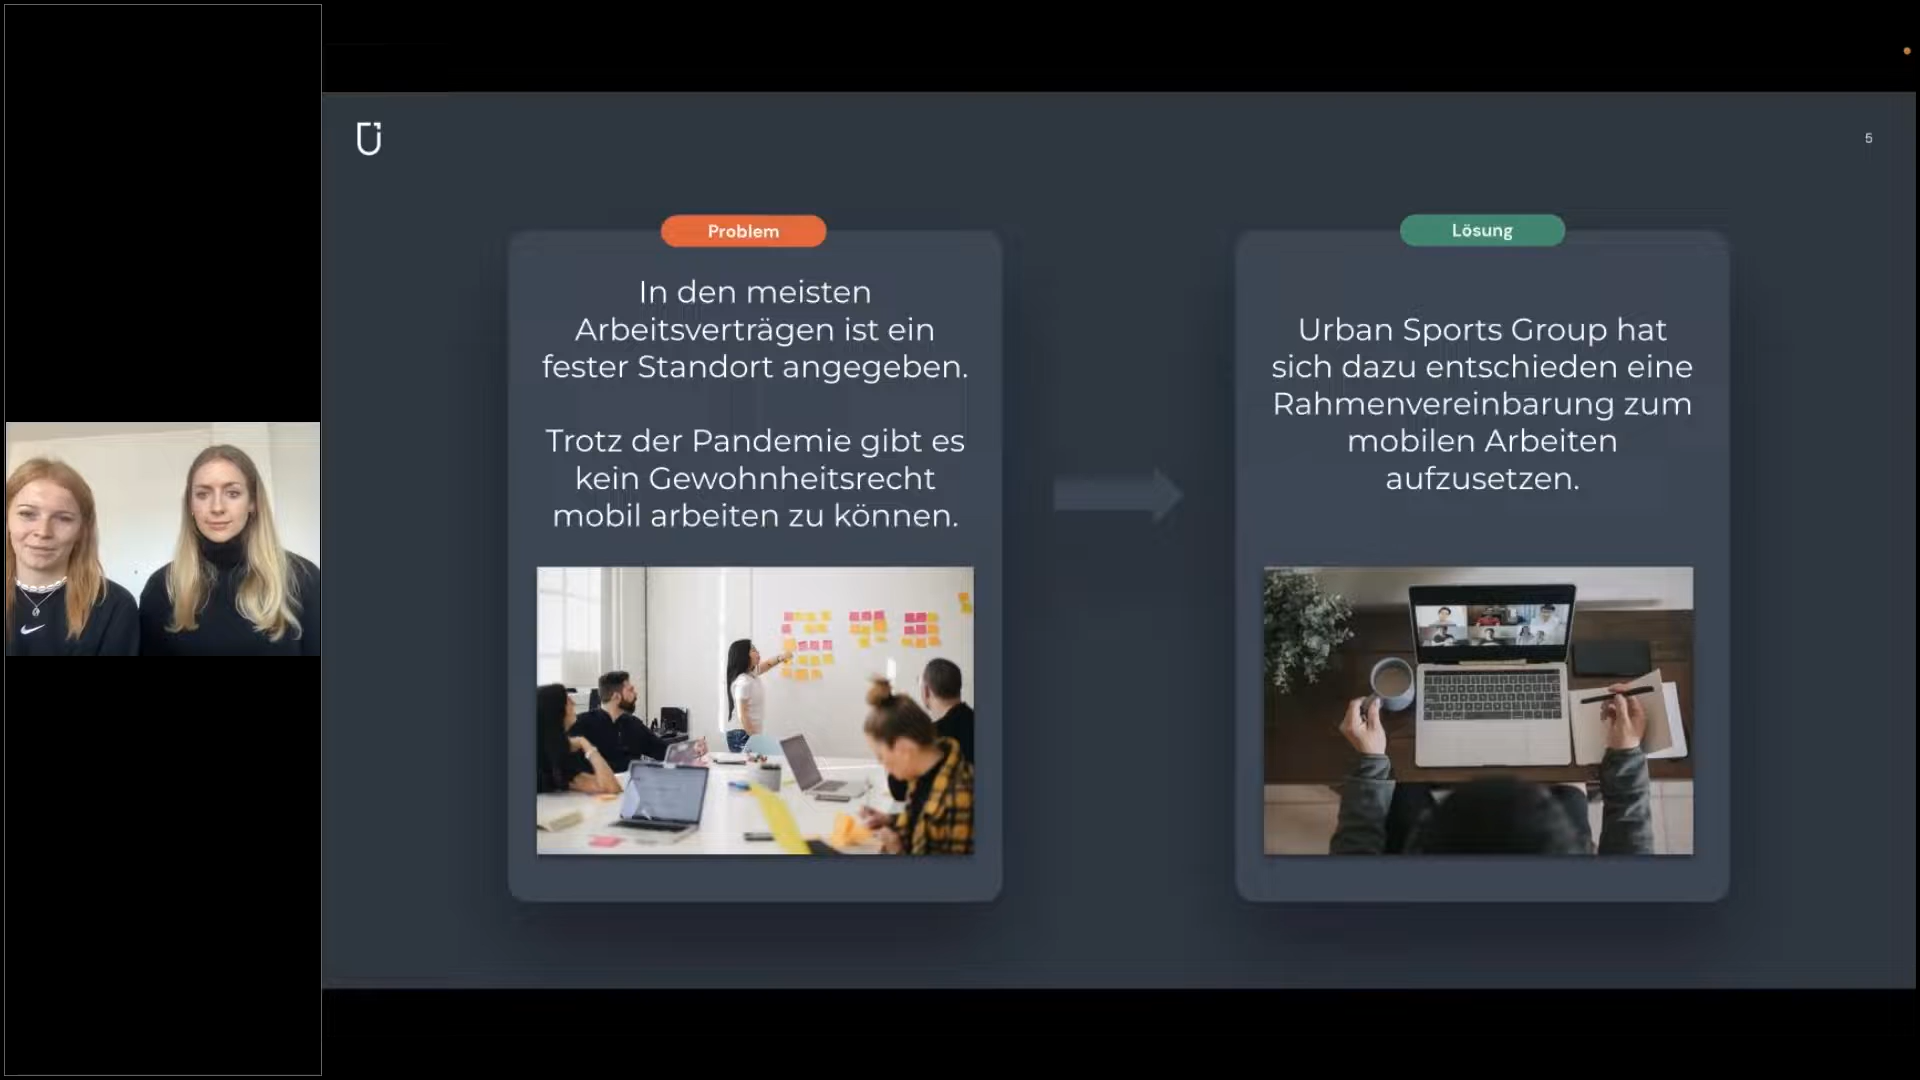 5
Problem
In den meisten
Arbeitsverträgen ist ein
fester Standort angegeben.
Trotz der Pandemie gibt es
kein Gewohnheitsrecht
mobil arbeiten zu können.
Lösung
Urban Sports Group hat
sich dazu entschieden eine
Rahmenvereinbarung zum
mobilen Arbeiten
aufzusetzen.